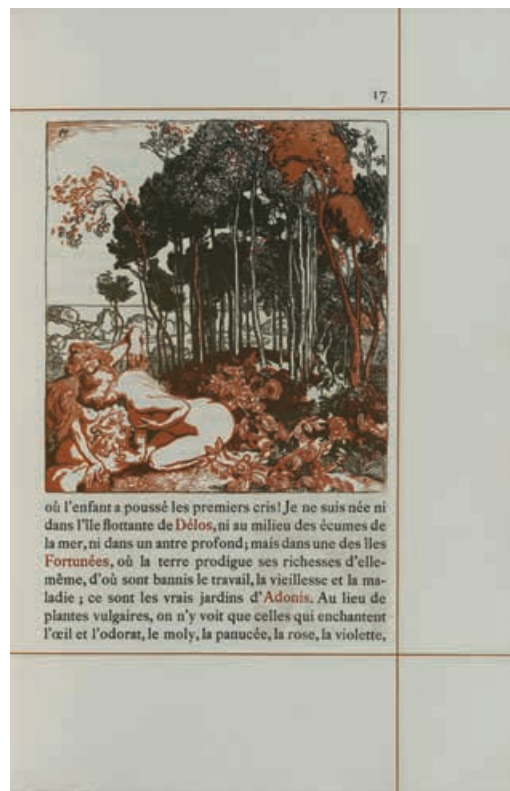 17
où l'enfant a poussé les premiers cris! Je ne suis née ni
dans l'île flottante de Délos, ni au milieu des écumes de
la mer, ni dans un antre profond; mais dans une des îles
Fortunées, où la terre prodigue ses richesses d'elle-
même, d'où sont bannis le travail, la vieillesse et la ma-
ladie ; ce sont les vrais jardins d'Adonis. Au lieu de
plantes vulgaires, on n'y voit que celles qui enchantent
l'œil et l'odorat, le moly, la panucée, la rose, la violette,